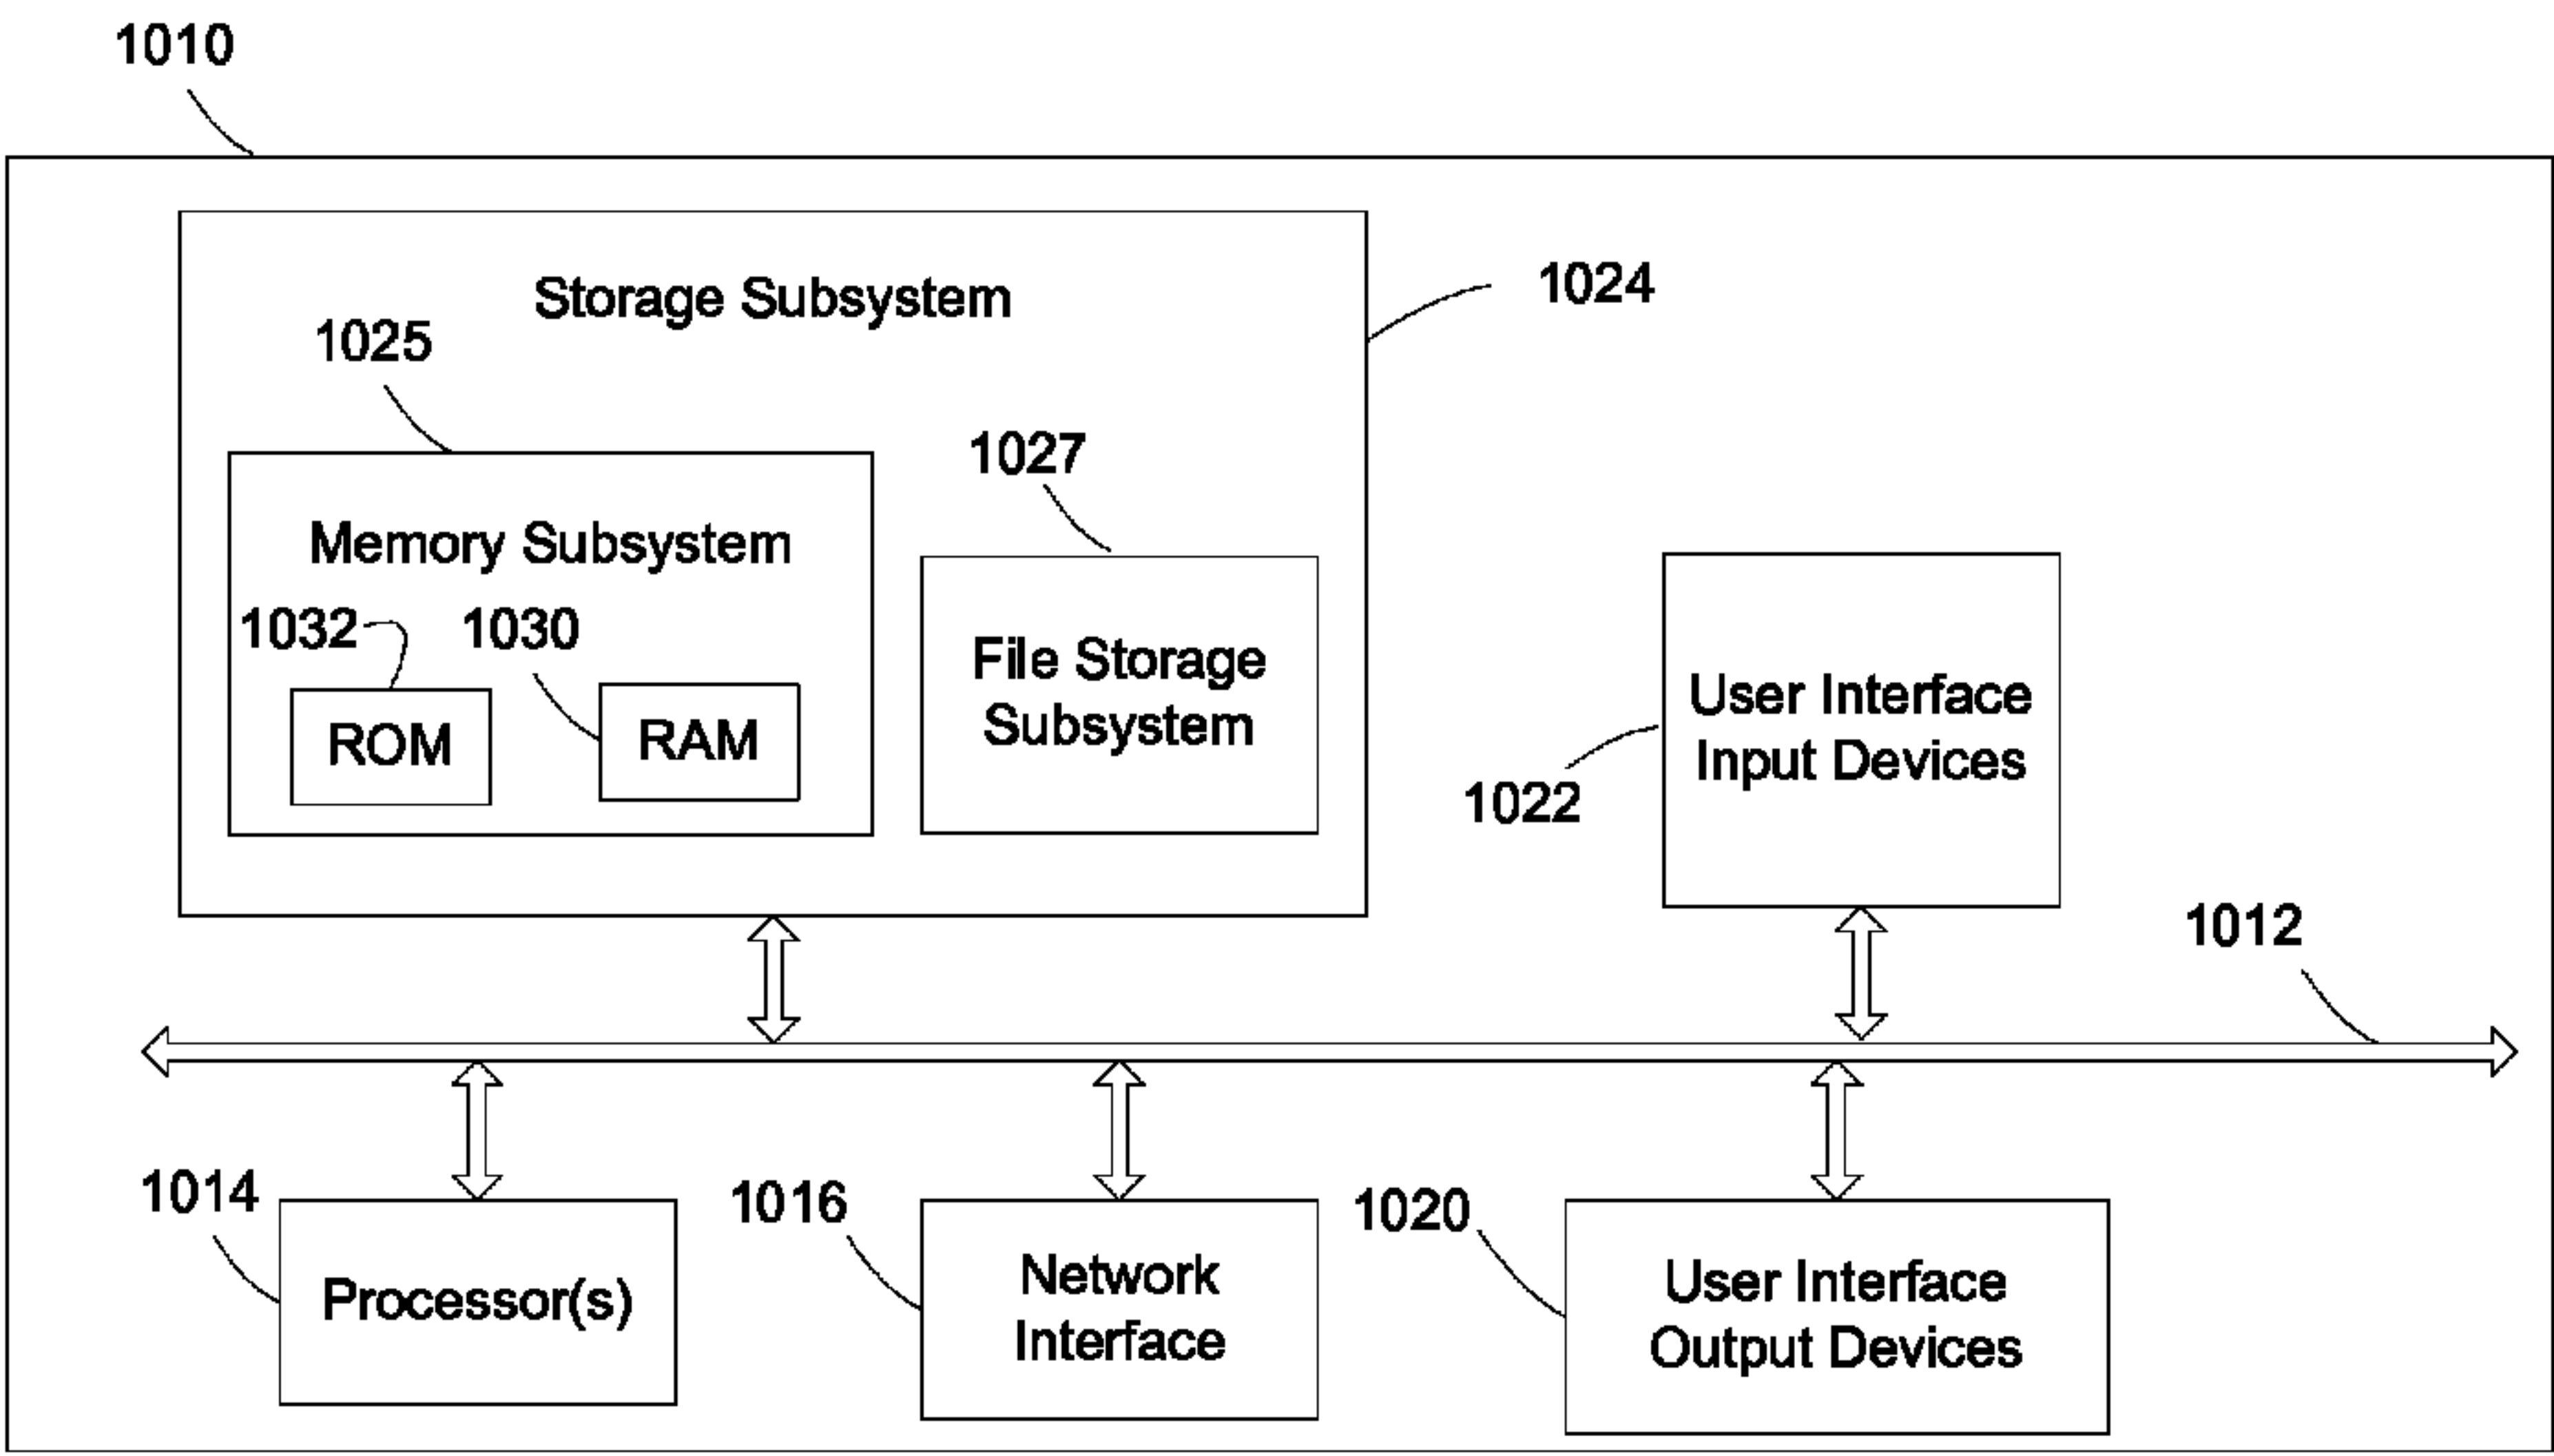 1010
Storage Subsystem
1024
1025
1027
Memory Subsystem
1032
1030
ROM
RAM
File Storage
Subsystem
User Interface
Input Devices
1022
1012
1014
Processor(s)
1016
Network
Interface
1020
User Interface
Output Devices